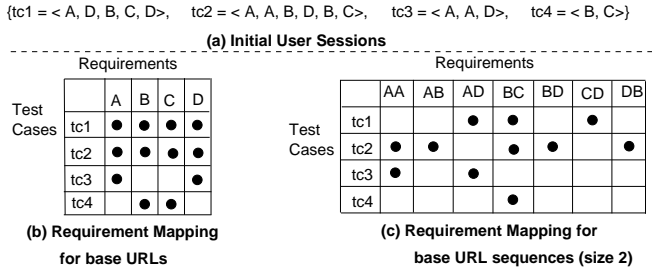 {tc1 = < A, D, B, C, D>, tc2 = < A, A, B, D, B, C>, tc3 = < A, A, D>, tc4 = < B, C>}
(a) Initial User Sessions
Requirements
A B C D
Test
Cases
tc1
tc2
tc3
tc4
(b) Requirement Mapping
for base URLs
Requirements
AA AB AD BC BD CD DB
Test
Cases
tc1
tc2
tc3
tc4
(c) Requirement Mapping for
base URL sequences (size 2)